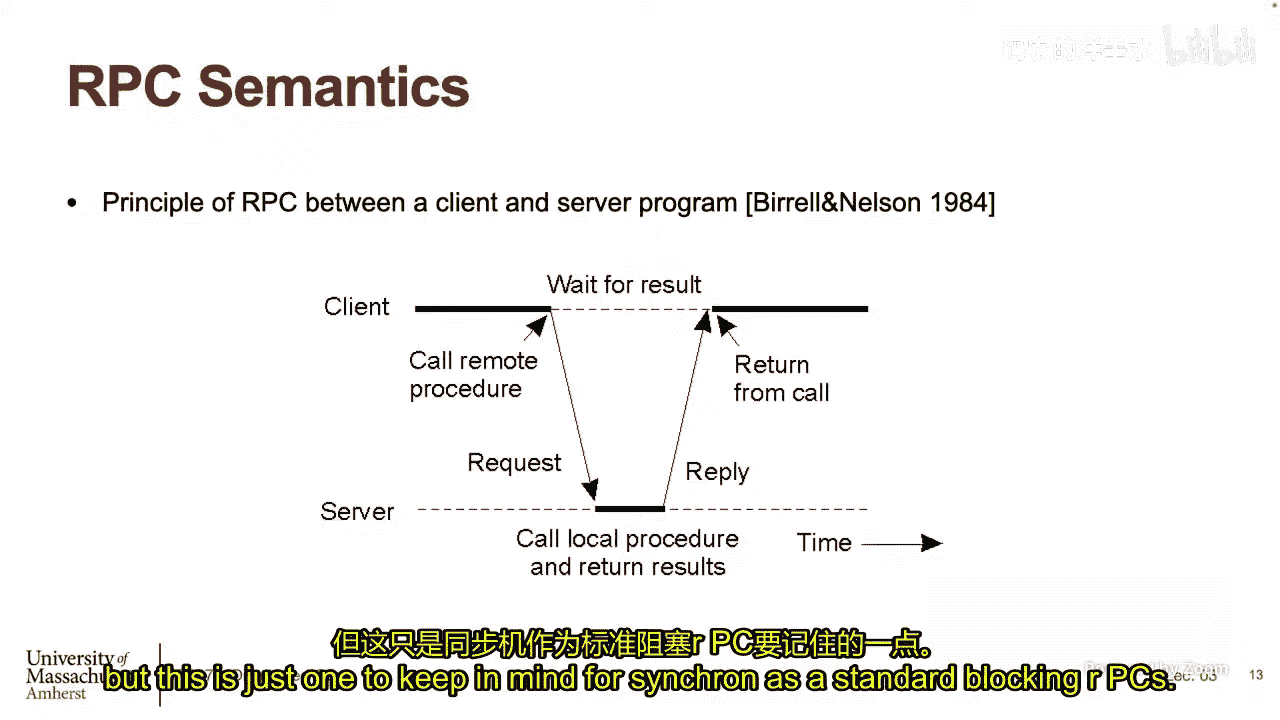 bilibili
RPC Semantics
• Principle of RPC between a client and server program [Birrell&Nelson 1984]
Wait for result
Client
Call remote
procedure
Return
from call
Request
Reply
Server
Call local procedure
and return results
Time
但这只是同步机作为标准阻塞r PC要记住的一点。
University of
Massachu
Amherst
but this is just one to keep in mind for synchron as a standard blocking r PCs.
13